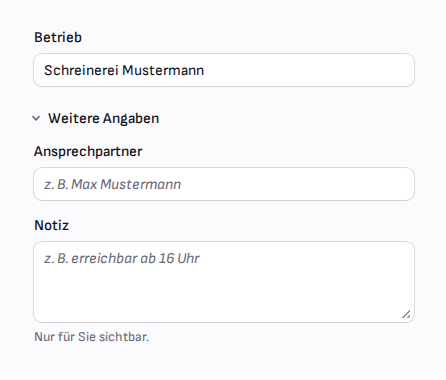 Betrieb
Schreinerei Mustermann
Weitere Angaben
Ansprechpartner
z. B. Max Mustermann
Notiz
z. B. erreichbar ab 16 Uhr
Nur für Sie sichtbar.